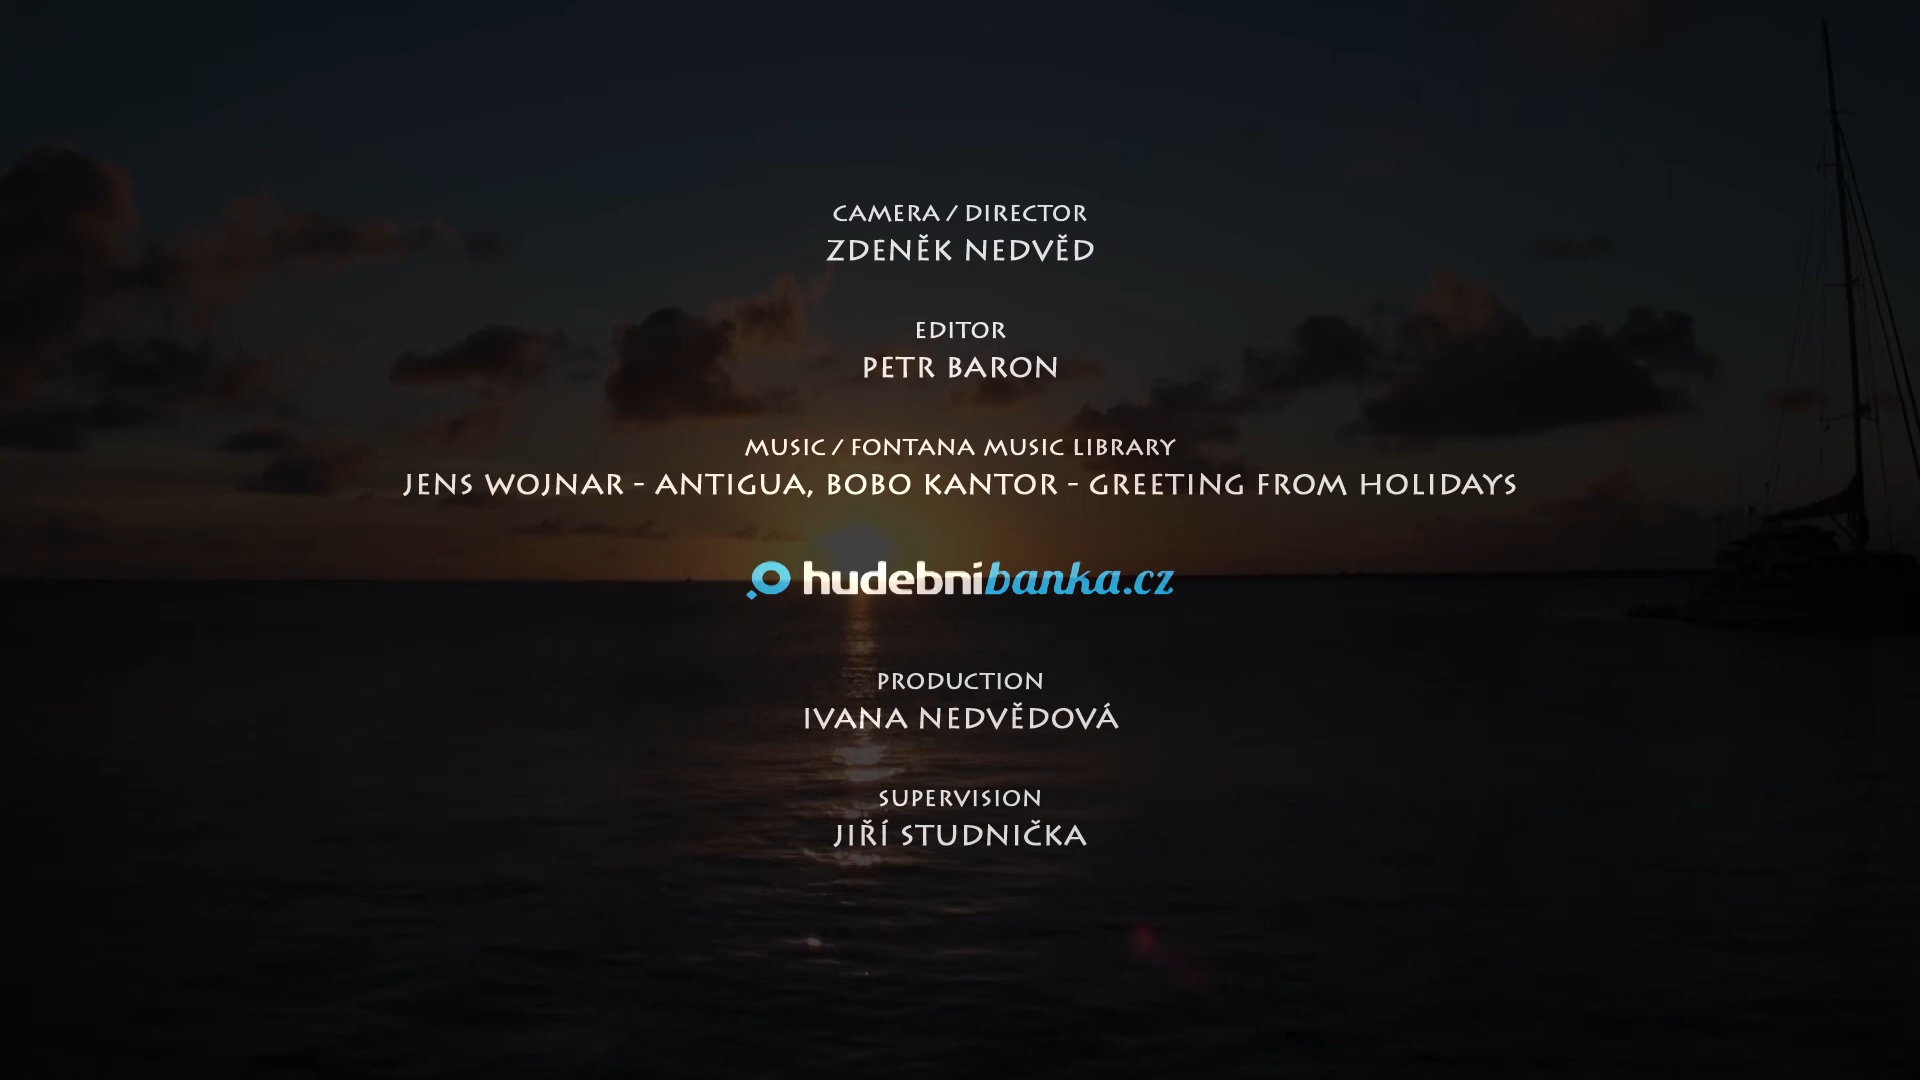 CAMERA / DIRECTOR
ZDENĚK NEDVĚD
EDITOR
PETR BARON
MUSIC / FONTANA MUSIC LIBRARY
JENS WOJNAR - ANTIGUA, BOBO KANTOR - GREETING FROM HOLIDAYS
hudebnibanka.cz
PRODUCTION
IVANA NEDVĚDOVÁ
SUPERVISION
JIŘÍ STUDNIČKA